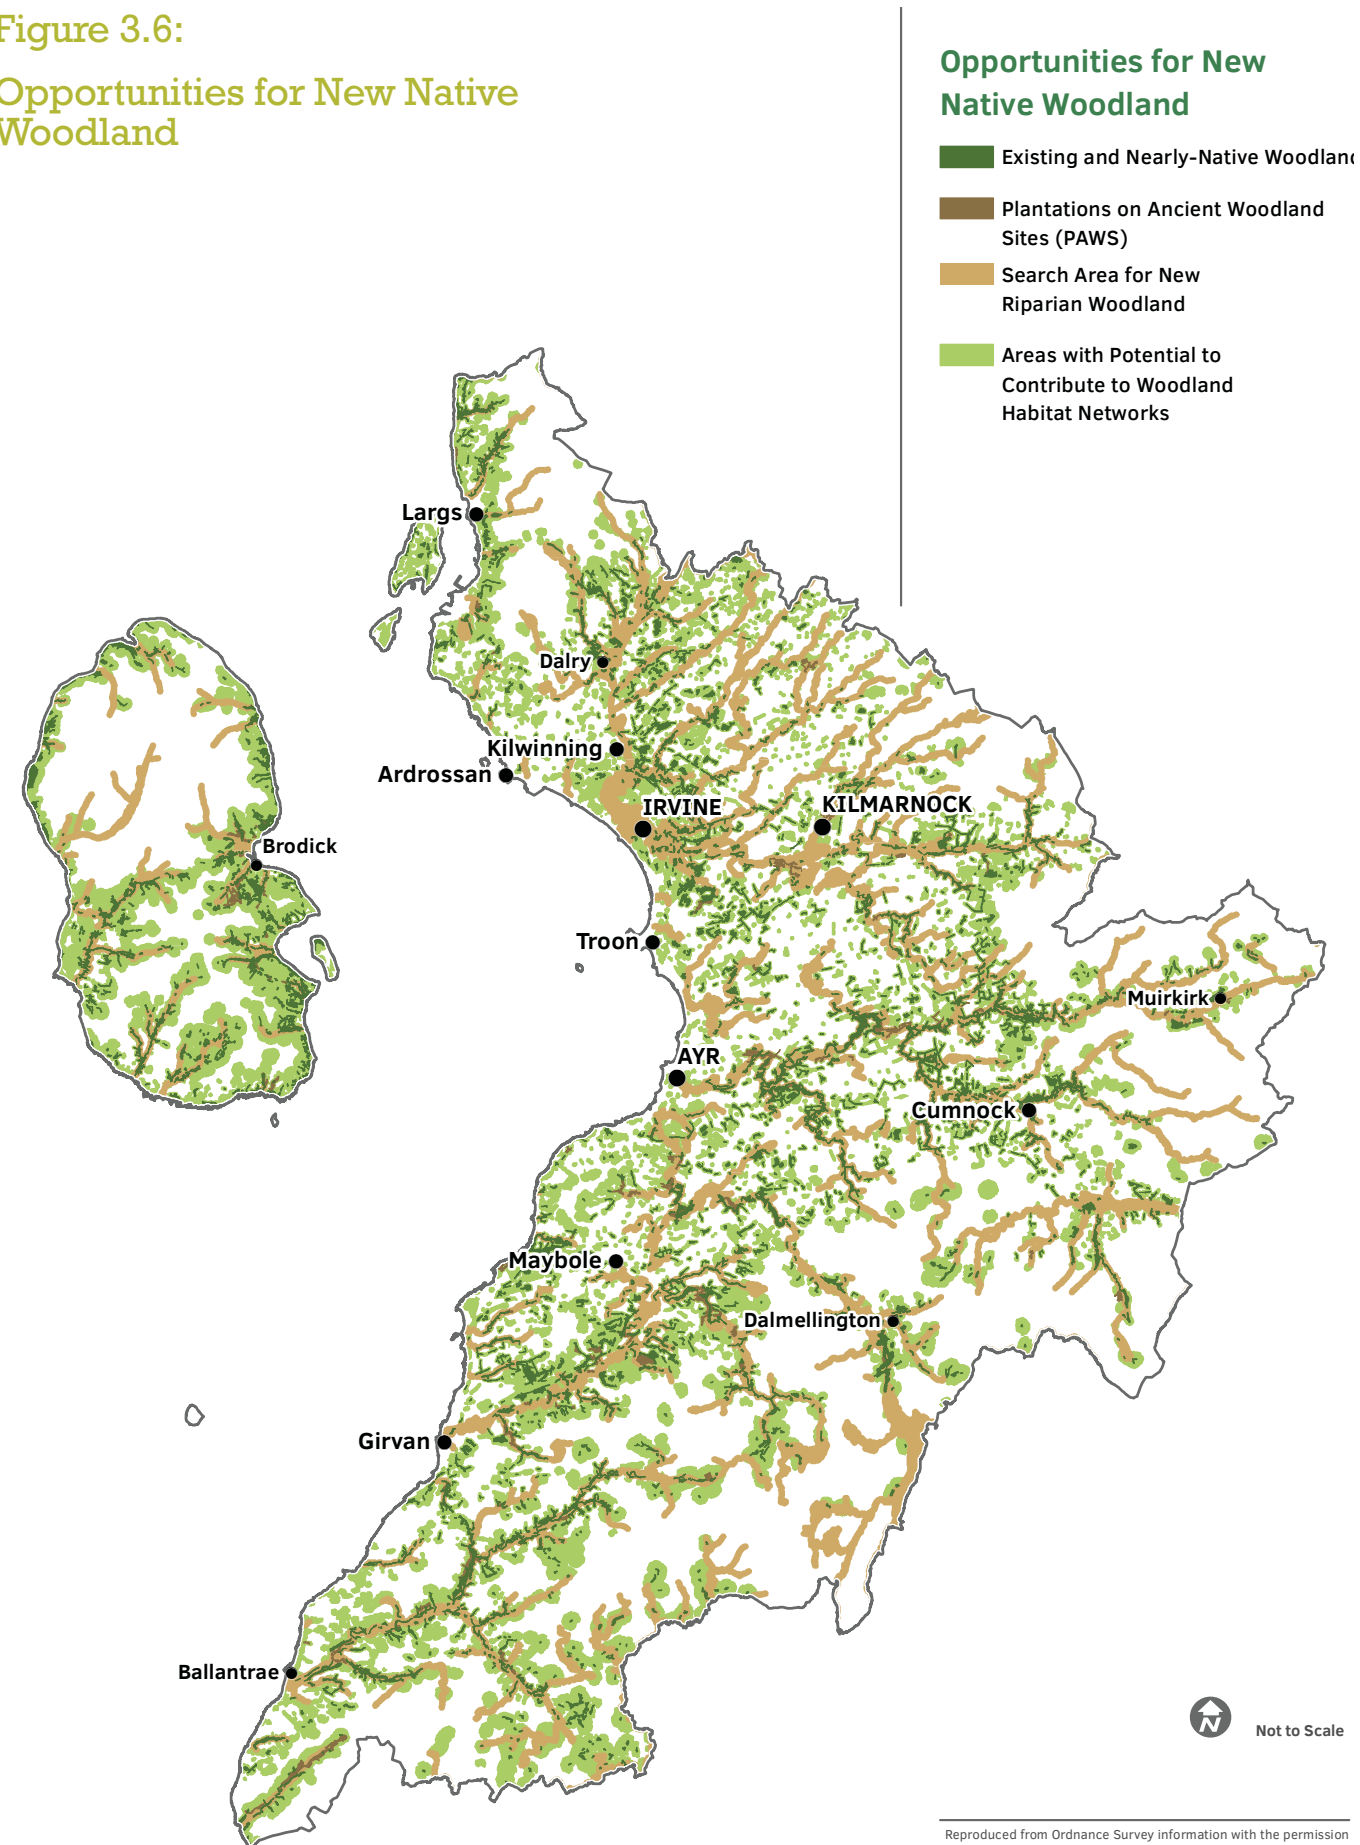 Figure 3.6:
Opportunities for New Native
Woodland
Opportunities for New
Native Woodland
Existing and Nearly-Native Woodland
Plantations on Ancient Woodland
Sites (PAWS)
Search Area for New
Riparian Woodland
Areas with Potential to
Contribute to Woodland
Habitat Networks
Largs
Dalry
Kilwinning
Ardrossan
IRVINE
KILMARNOCK
Brodick
Troon
Muirkirk
AYR
Cumnock
Maybole
Dalmellington
Girvan
Ballantrae
N
Not to Scale
Reproduced from Ordnance Survey information with the permission